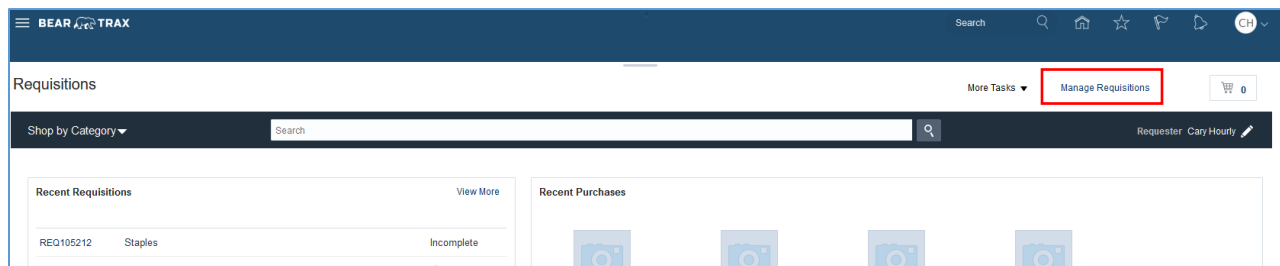 BEAR TRAX
Search
CH
Requisitions
More Tasks
Manage Requisitions
0
Shop by Category
Search
Requester Cary Hourly
Recent Requisitions
View More
Recent Purchases
REQ105212 Staples Incomplete